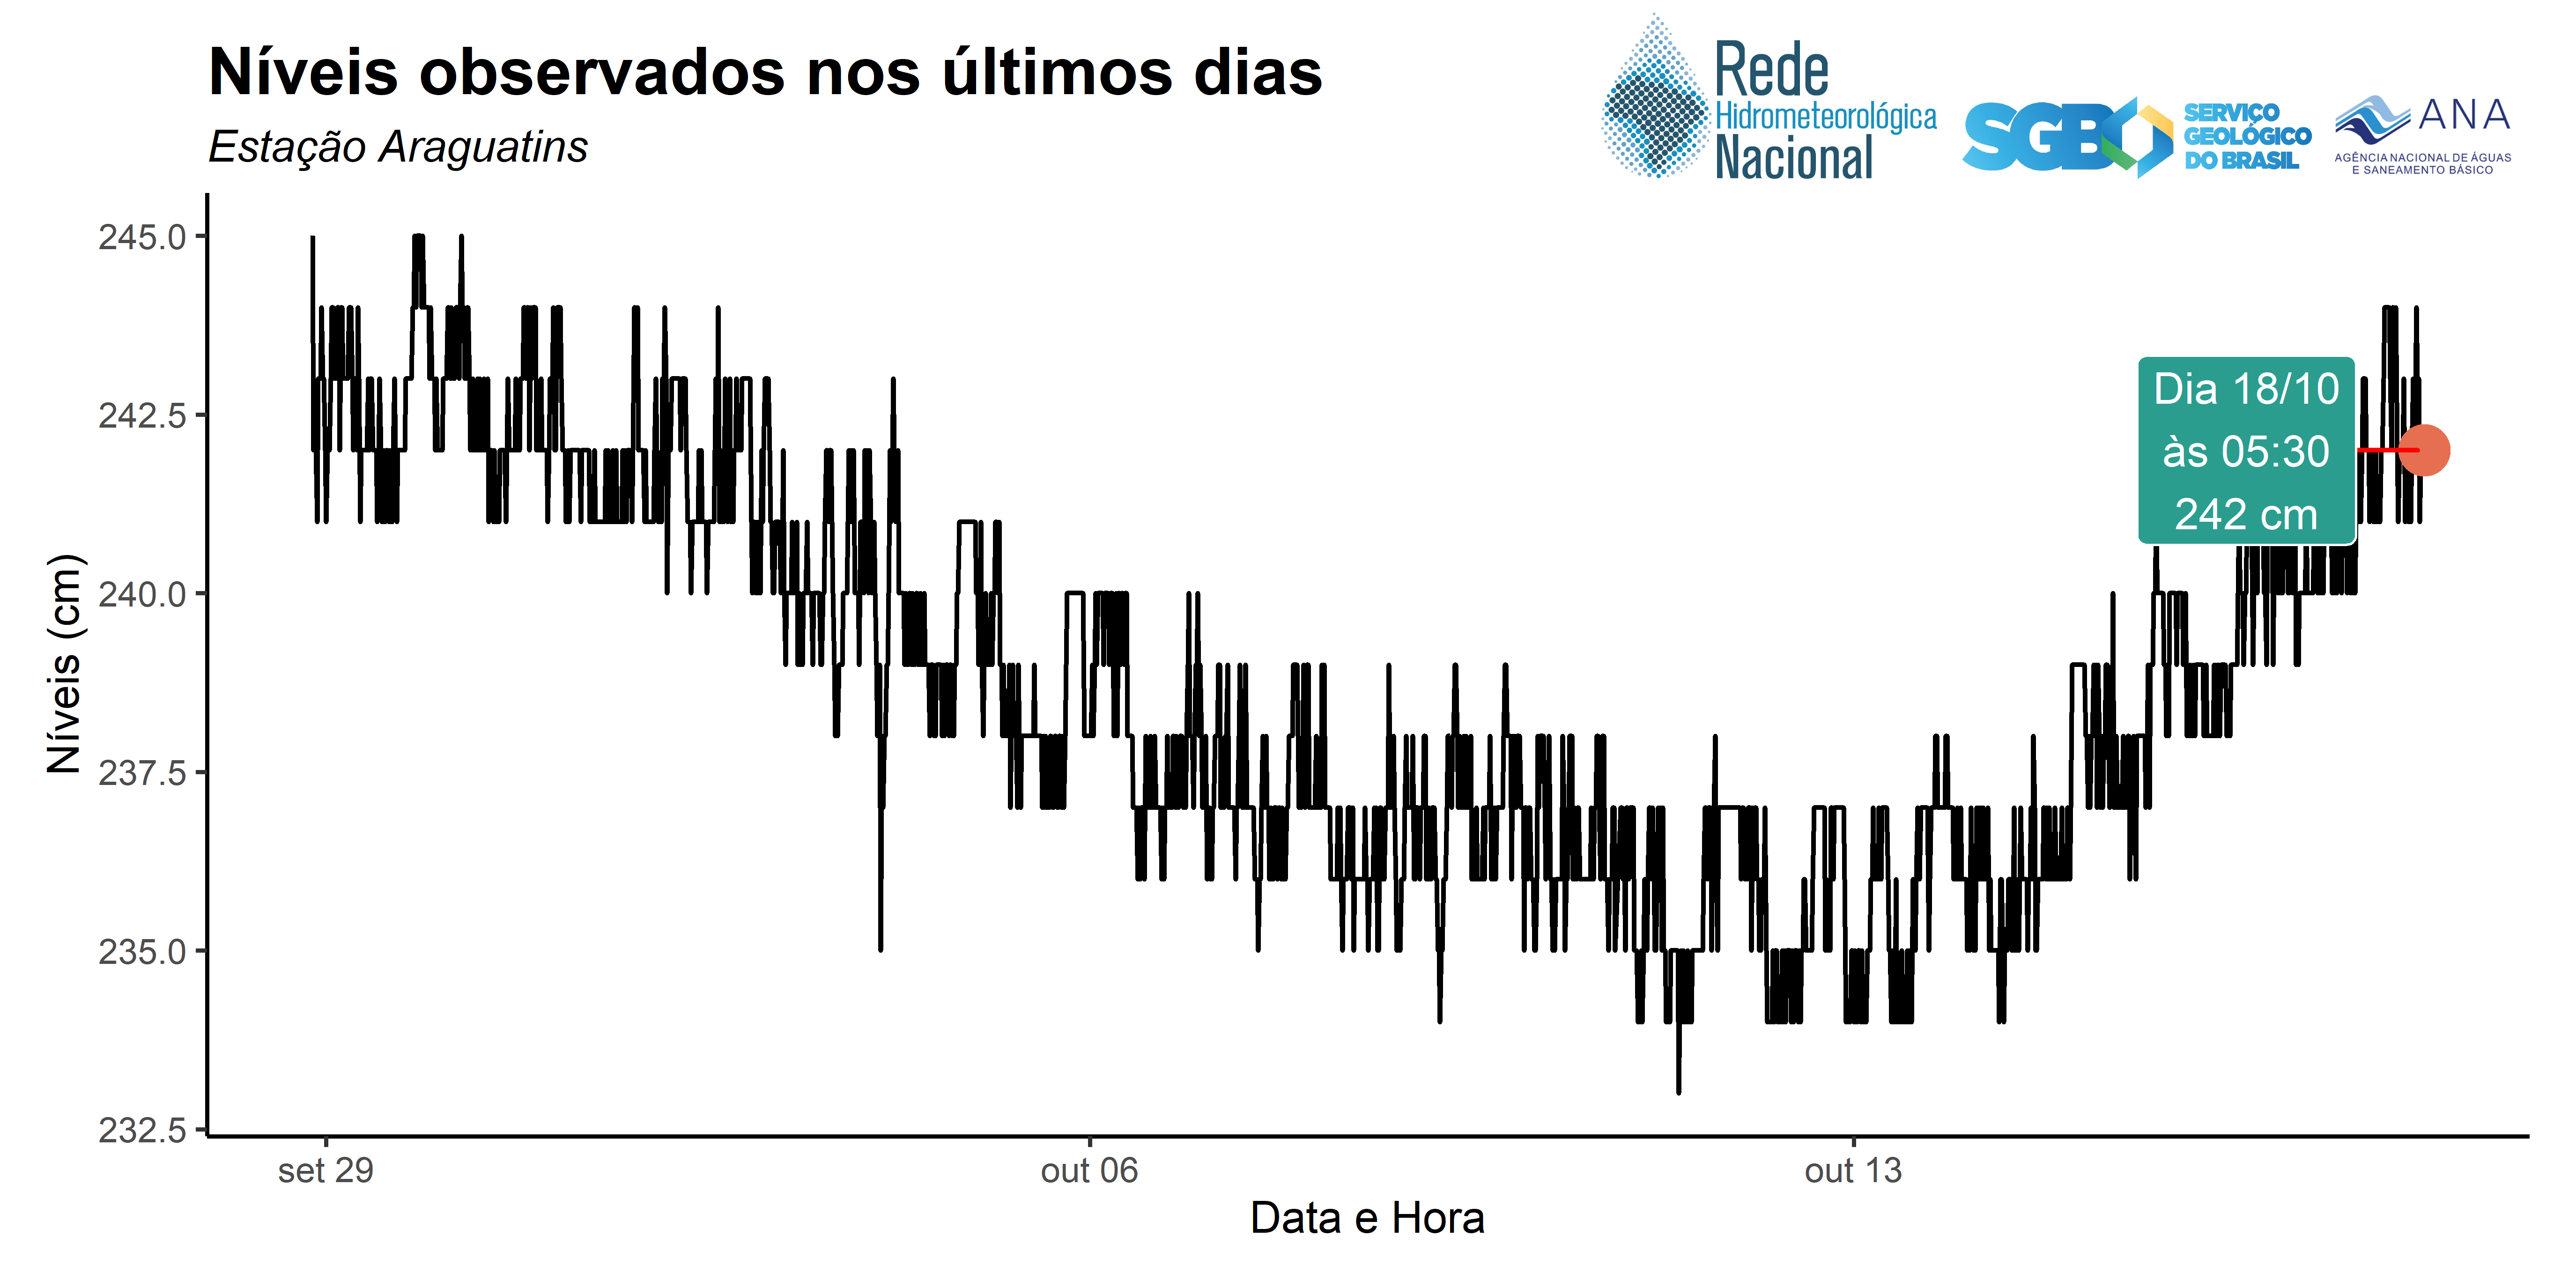 Níveis observados nos últimos dias
Estação Araguatins
Rede
Hidrometeorológica
Nacional
SGB
SERVIÇO
GEOLÓGICO
DO BRASIL
ANA
AGÊNCIA NACIONAL DE ÁGUAS
E SANEAMENTO BÁSICO
245.0
242.5
240.0
237.5
235.0
232.5
Níveis (cm)
Dia 18/10
às 05:30
242 cm
set 29
out 06
out 13
Data e Hora